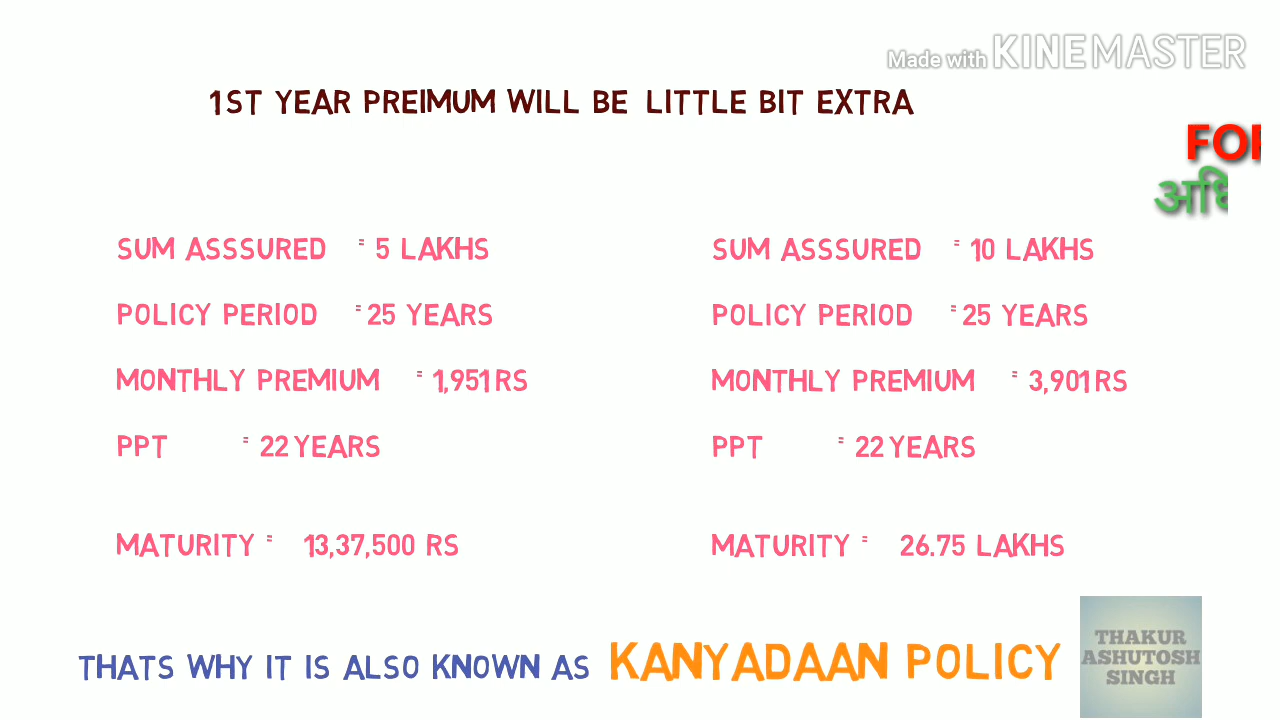 Made with KINEMASTER
1ST YEAR PREIMUM WILL BE LITTLE BIT EXTRA
SUM ASSSURED = 5 LAKHS
POLICY PERIOD = 25 YEARS
MONTHLY PREMIUM = 1,951 RS
PPT = 22 YEARS
MATURITY = 13,37,500 RS
SUM ASSSURED = 10 LAKHS
POLICY PERIOD = 25 YEARS
MONTHLY PREMIUM = 3,901 RS
PPT = 22 YEARS
MATURITY = 26.75 LAKHS
THATS WHY IT IS ALSO KNOWN AS KANYADAAN POLICY
THAKUR
ASHUTOSH
SINGH